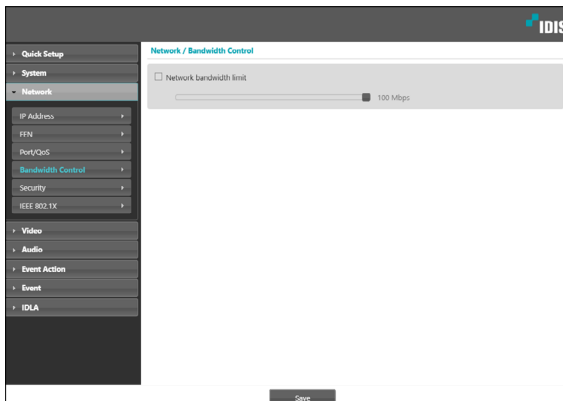 IDIS
Quick Setup
System
Network
IP Address
FEN
Port/QoS
Bandwidth Control
Security
IEEE 802.1X
Video
Audio
Event Action
Event
IDLA
Network / Bandwidth Control
Network bandwidth limit
100 Mbps
Save